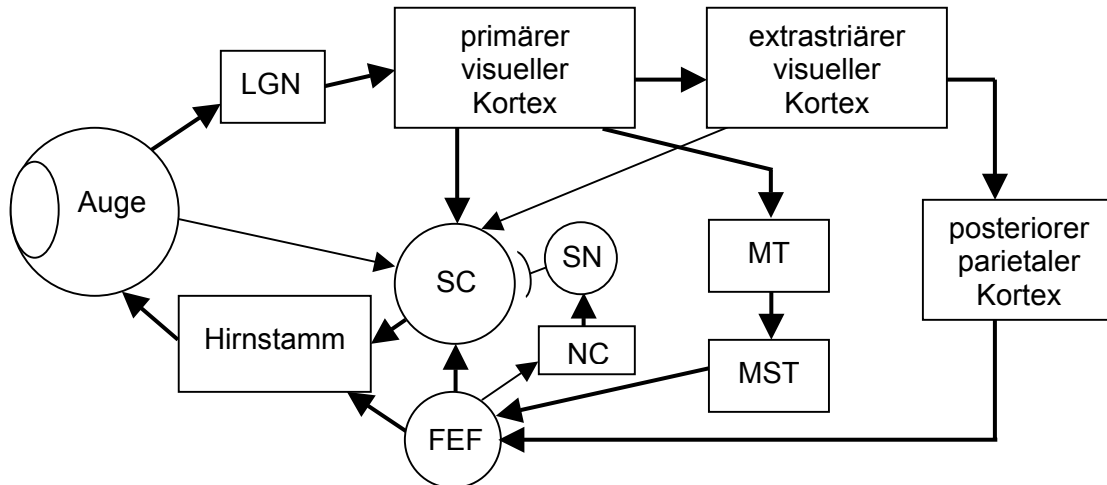 LGN
primärer
visueller
Kortex
extrastriärer
visueller
Kortex
Auge
SC
SN
MT
posteriorer
parietaler
Kortex
Hirnstamm
NC
MST
FEF